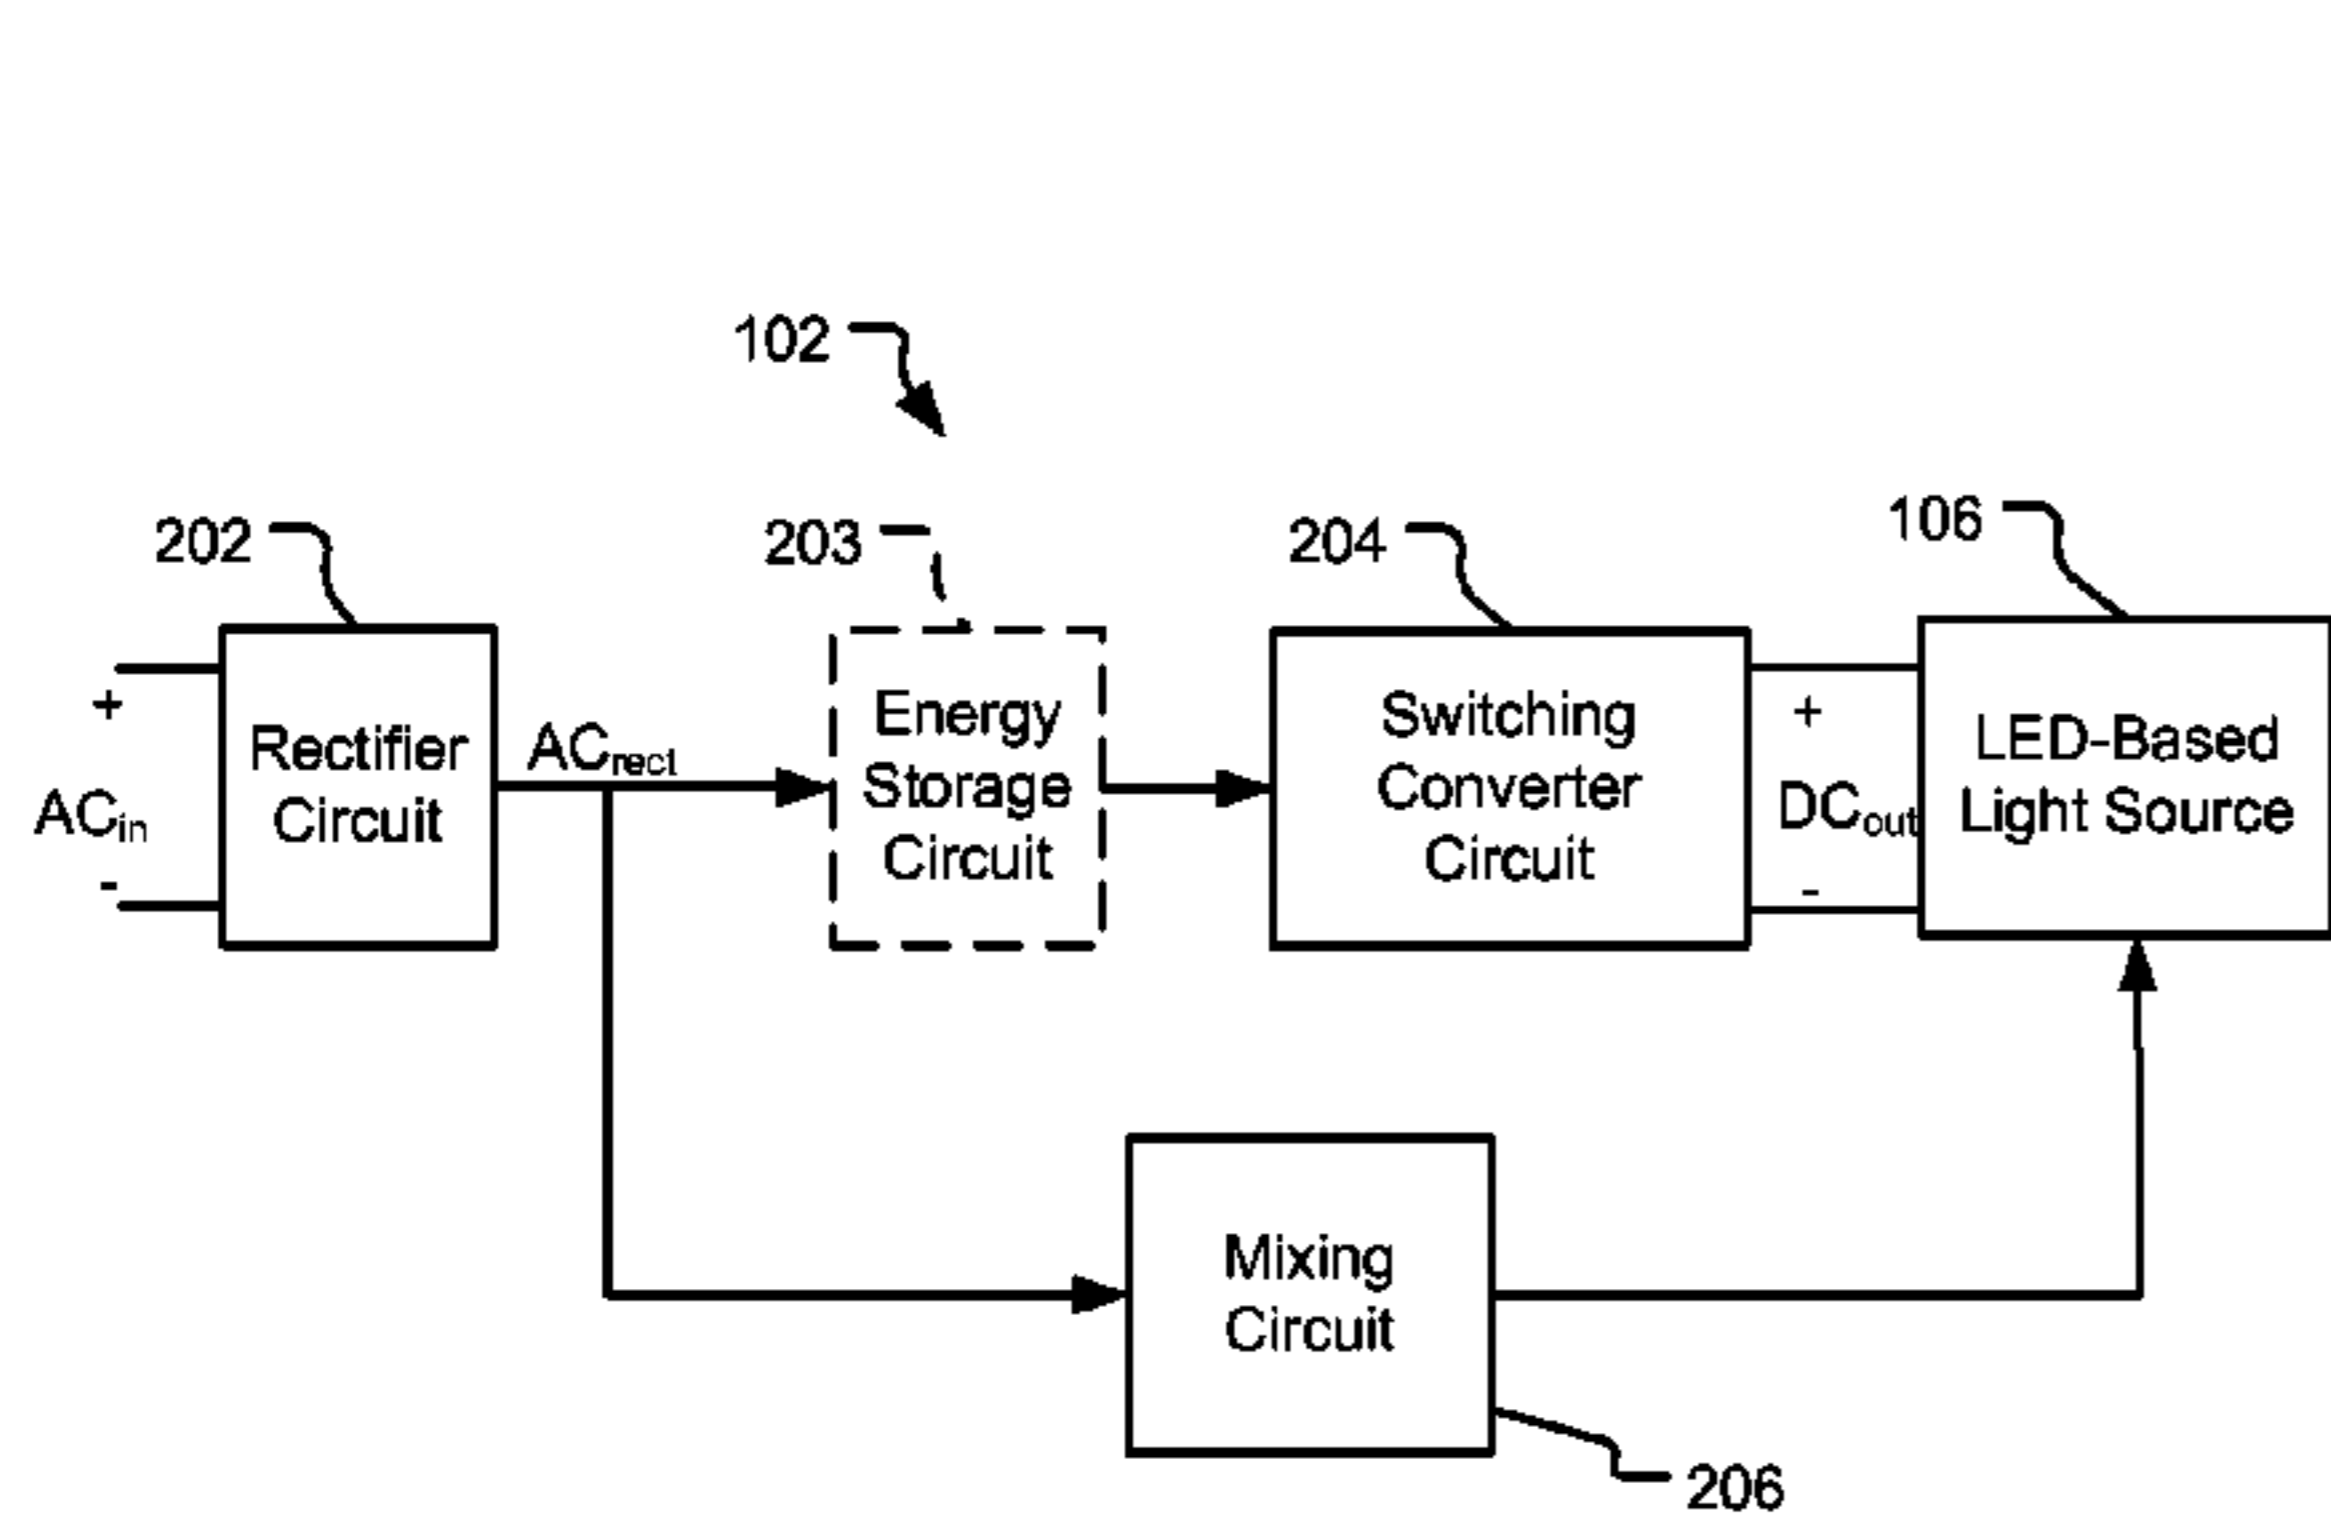 102
202
203
204
106
+
ACin
-
Rectifier
Circuit
ACrect
Energy
Storage
Circuit
Switching
Converter
Circuit
+
DCout
-
LED-Based
Light Source
Mixing
Circuit
206